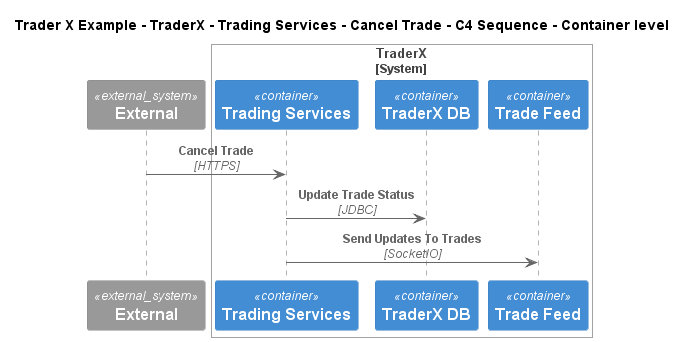 Trader X Example - TraderX - Trading Services - Cancel Trade - C4 Sequence - Container level
TraderX
[System]
«external_system» «container» «container» «container»
External Trading Services TraderX DB Trade Feed
Cancel Trade
[HTTPS]
Update Trade Status
[JDBC]
Send Updates To Trades
[SocketIO]
«external_system» «container» «container» «container»
External Trading Services TraderX DB Trade Feed